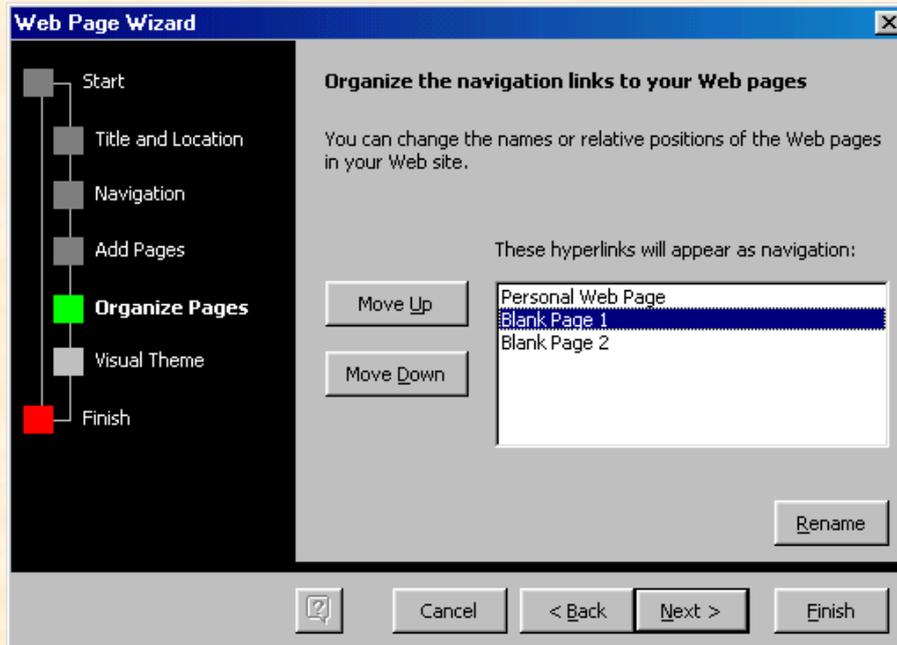 Web Page Wizard
Start
Title and Location
Navigation
Add Pages
Organize Pages
Visual Theme
Finish
Organize the navigation links to your Web pages
You can change the names or relative positions of the Web pages
in your Web site.
These hyperlinks will appear as navigation:
Move Up
Move Down
Personal Web Page
Blank Page 1
Blank Page 2
Rename
?
Cancel
< Back
Next >
Finish